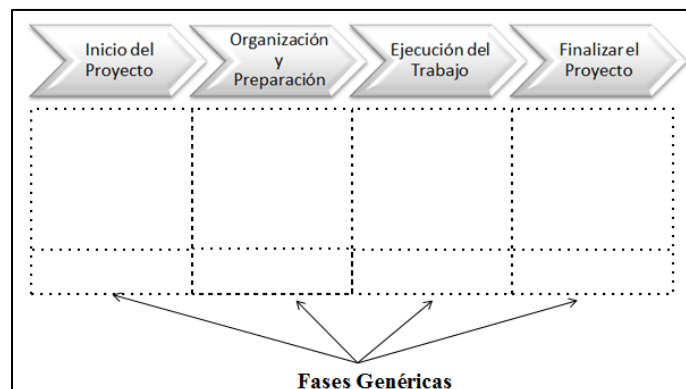 Inicio del
Proyecto
Organización
y
Preparación
Ejecución del
Trabajo
Finalizar el
Proyecto
Fases Genéricas